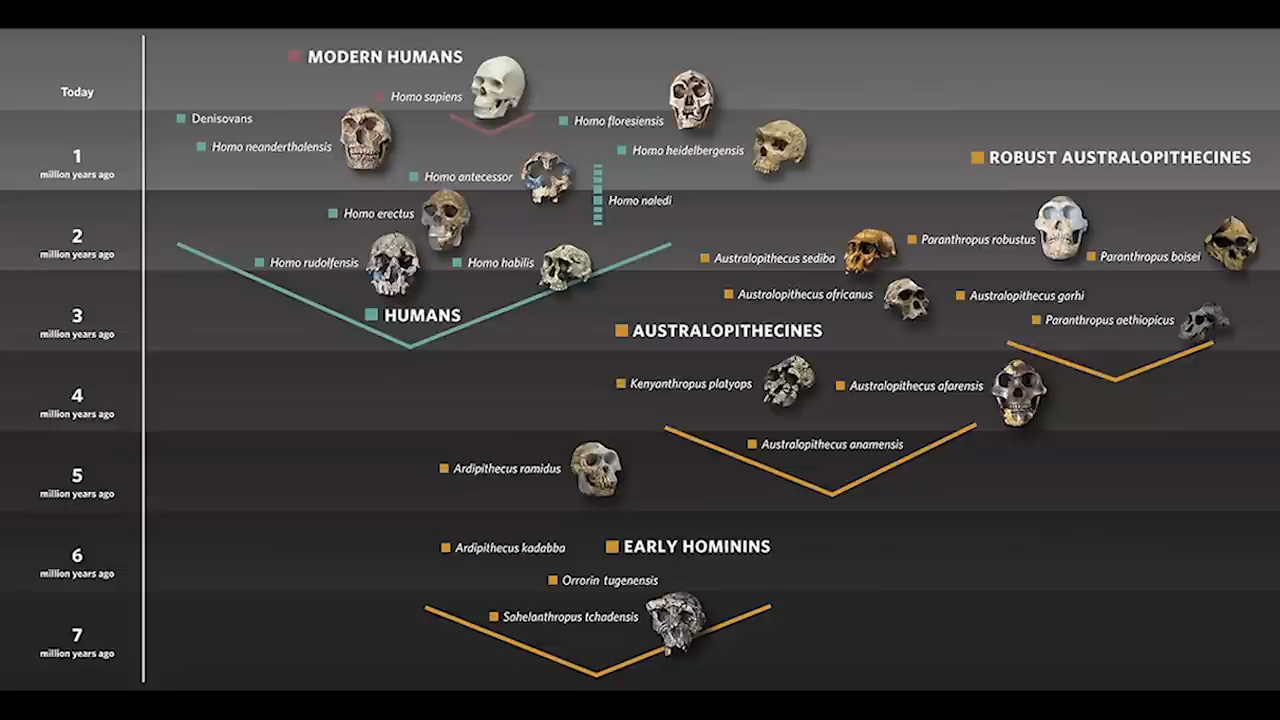 MODERN HUMANS
Today
Homo sapiens
Denisovans
Homo floresiensis
Homo neanderthalensis
Homo heidelbergensis
1
million years ago
ROBUST AUSTRALOPITHECINES
Homo antecessor
Homo naledi
Homo erectus
2
million years ago
Paranthropus robustus
Australopithecus sediba
Paranthropus boisei
Homo rudolfensis
Homo habilis
Australopithecus africanus
Australopithecus garhi
3
million years ago
HUMANS
Paranthropus aethiopicus
AUSTRALOPITHECINES
Kenyanthropus platyops
Australopithecus afarensis
4
million years ago
Australopithecus anamensis
Ardipithecus ramidus
5
million years ago
Ardipithecus kadabba
EARLY HOMININS
6
million years ago
Orrorin tugenensis
Sahelanthropus tchadensis
7
million years ago